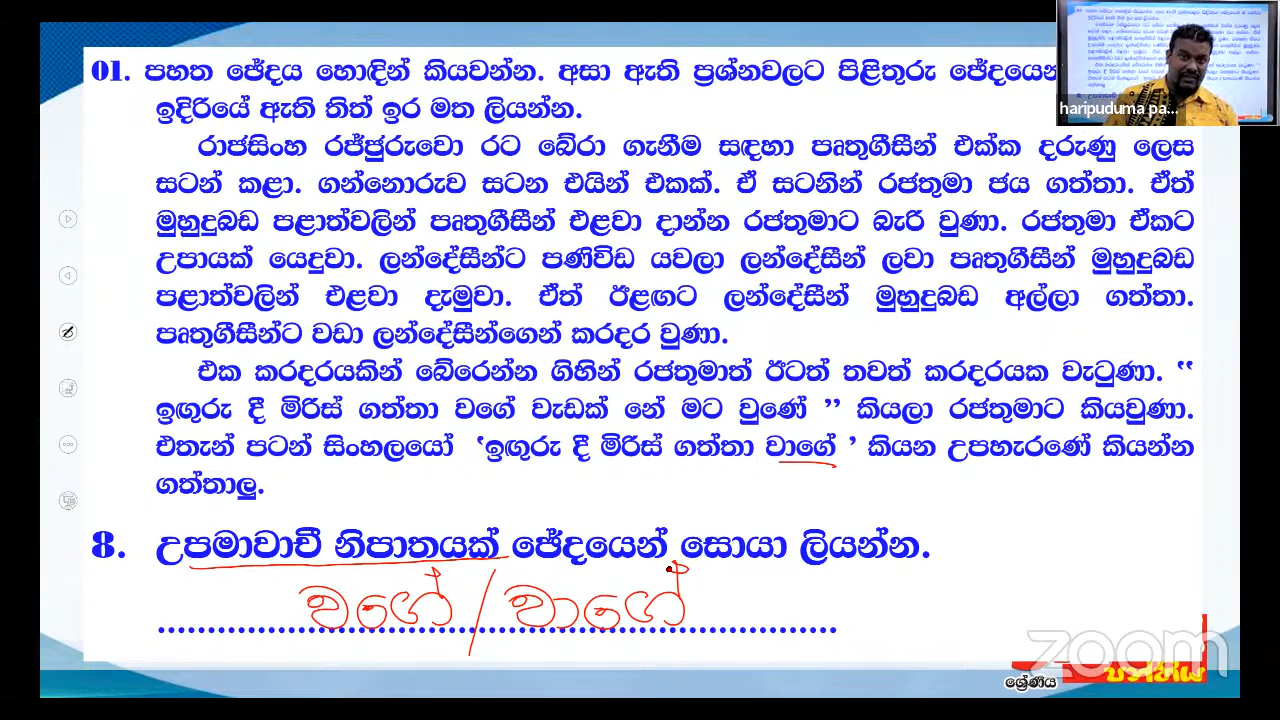 01. පහත ඡේදය හොඳින් කියවන්න. අසා ඇති ප්‍රශ්නවලට පිළිතුරු ඡේදයෙන්
ඉදිරියේ ඇති තිත් ඉර මත ලියන්න.
රාජසිංහ රජ්ජුරුවො රට බේරා ගැනීම සඳහා පෘතුගීසීන් එක්ක දරුණු ලෙස
සටන් කළා. ගන්නොරුව සටන එයින් එකක්. ඒ සටනින් රජතුමා ජය ගත්තා. ඒත්
මුහුදුබඩ පළාත්වලින් පෘතුගීසීන් එළවා දාන්න රජතුමාට බැරි වුණා. රජතුමා ඒකට
උපායක් යෙදුවා. ලන්දේසීන්ට පණිවිඩ යවලා ලන්දේසීන් ලවා පෘතුගීසීන් මුහුදුබඩ
පළාත්වලින් එළවා දැමුවා. ඒත් ඊළඟට ලන්දේසීන් මුහුදුබඩ අල්ලා ගත්තා.
පෘතුගීසීන්ට වඩා ලන්දේසීන්ගෙන් කරදර වුණා.
එක කරදරයකින් බේරෙන්න ගිහින් රජතුමාත් ඊටත් තවත් කරදරයක වැටුණා. “
ඉඟුරු දී මිරිස් ගත්තා වගේ වැඩක් නේ මට වුණේ ” කියලා රජතුමාට කියවුණා.
එතැන් පටන් සිංහලයෝ ‘ඉඟුරු දී මිරිස් ගත්තා වාගේ ’ කියන උපහැරණේ කියන්න
ගත්තාලු.
8. උපමාවාචී නිපාතයක් ඡේදයෙන් සොයා ලියන්න.
වගේ / වාගේ
haripuduma pa...
zoom
ශ්‍රේණිය
පන්තිය